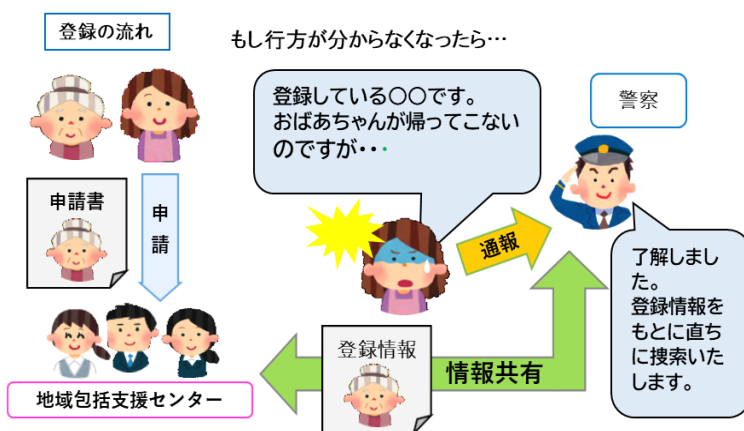 登録の流れ
もし行方が分からなくなったら…
登録している〇〇です。
おばあちゃんが帰ってこない
のですが・・・
警察
申請書
申
請
通報
了解しまし
た。
登録情報を
もとに直ち
に捜索いた
します。
登録情報
情報共有
地域包括支援センター